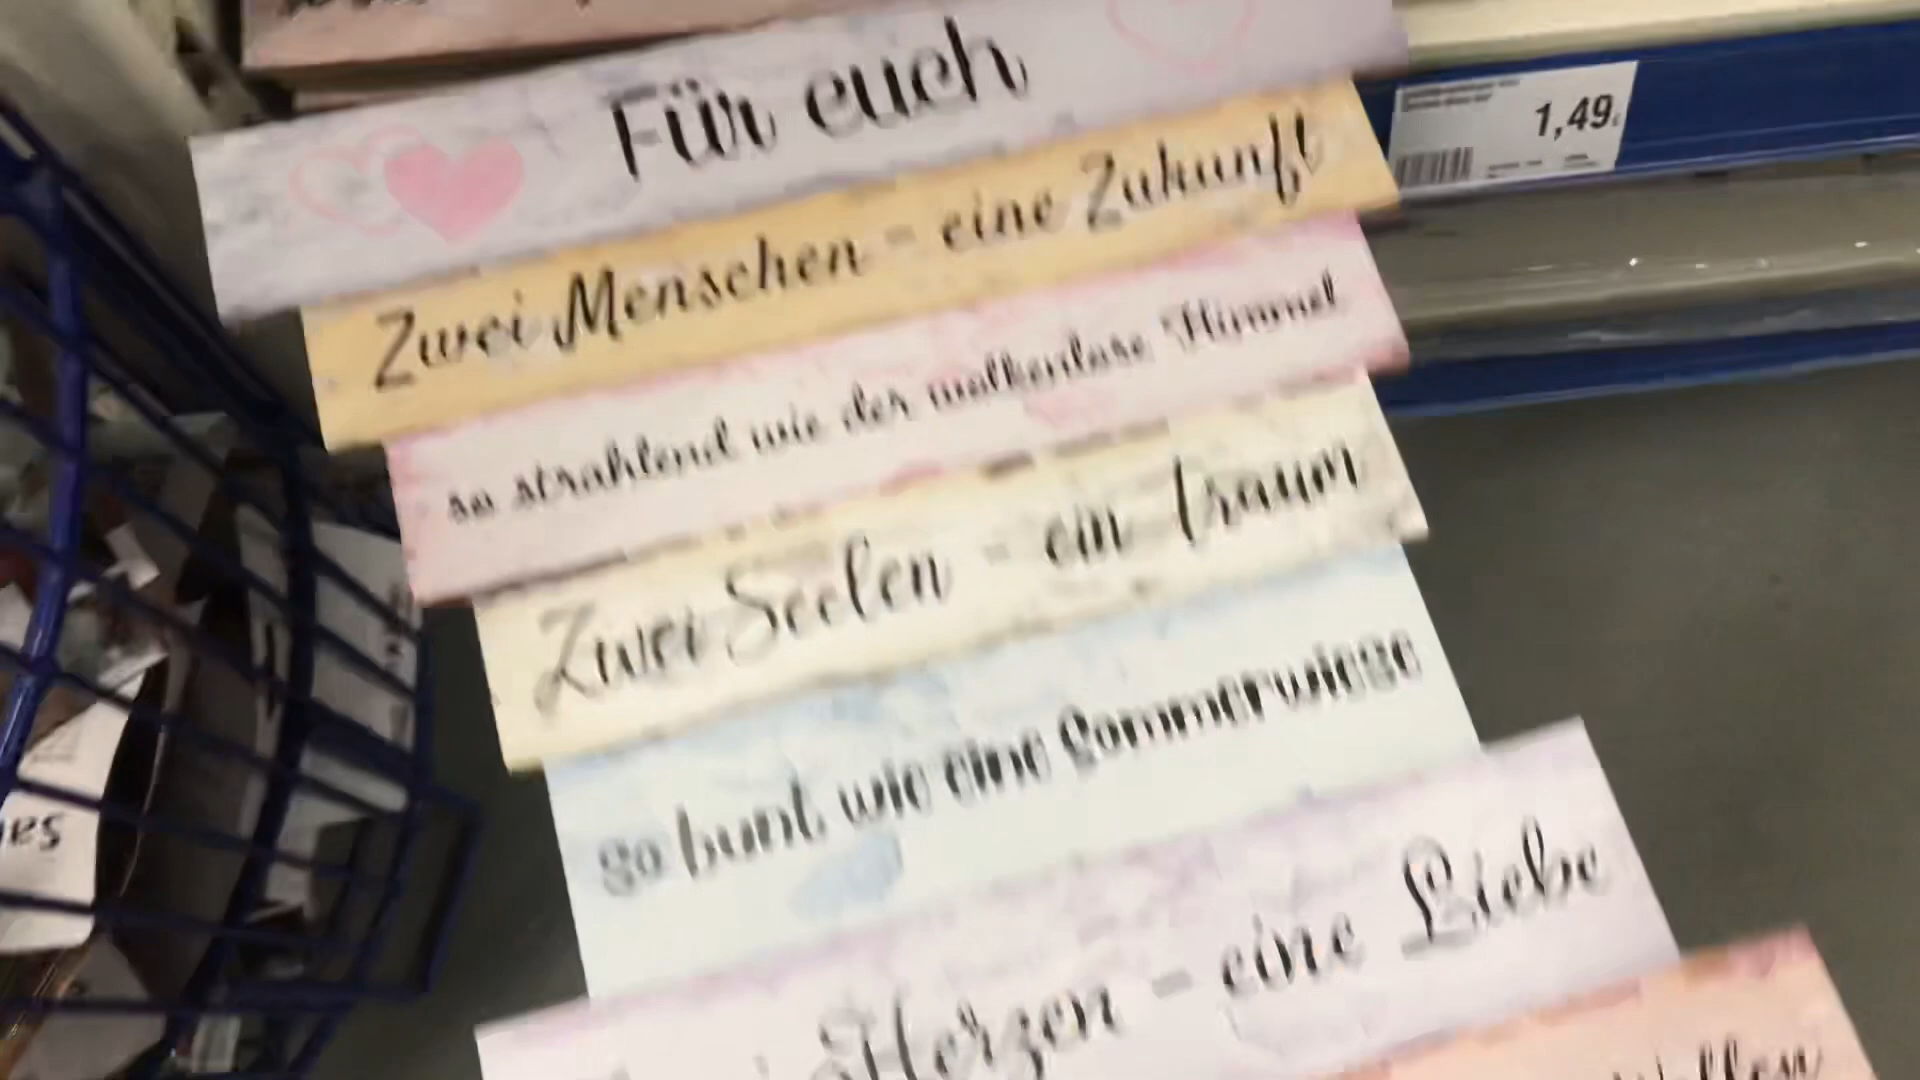 Für euch
1,49
Zwei Menschen - eine Zukunft
so strahlend wie der wolkenlose Himmel
Zwei Seelen - ein Traum
so bunt wie eine Sommerwiese
Herzen - eine Liebe